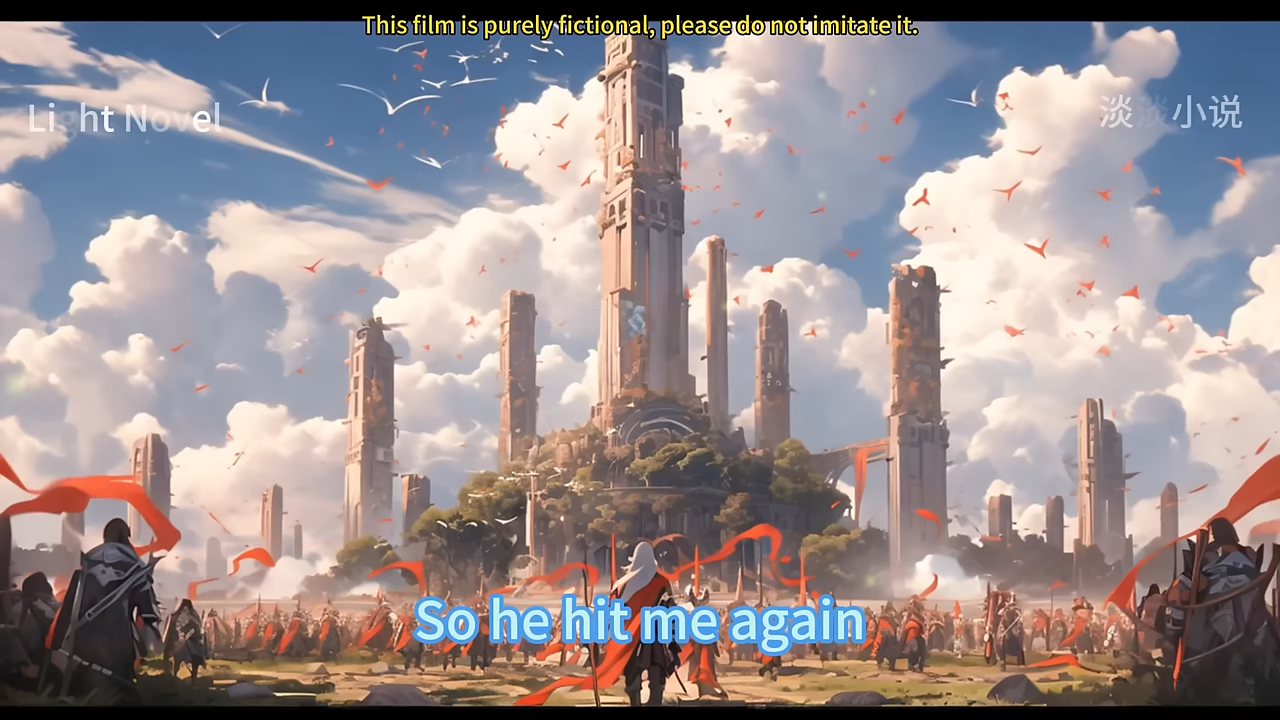 This film is purely fictional, please do not imitate it.
Light Novel
淡淡小说
So he hit me again